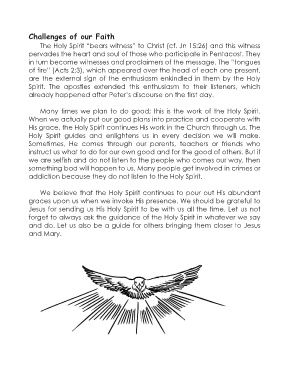 Challenges of our Faith
The Holy Spirit "bears witness" to Christ (cf. Jn 15:26) and this witness
pervades the heart and soul of those who participate in Pentacost. They
in turn become witnesses and proclaimers of the message. The "tongues
of fire" (Acts 2:3), which appeared over the head of each one present,
are the external sign of the enthusiasm enkindled in them by the Holy
Spirit. The apostles extended this enthusiasm to their listeners, which
already happened after Peter's discourse on the first day.
Many times we plan to do good; this is the work of the Holy Spirit.
When we actually put our good plans into practice and cooperate with
His grace, the Holy Spirit continues His work in the Church through us. The
Holy Spirit guides and enlightens us in every decision we will make.
Sometimes, He comes through our parents, teachers or friends who
instruct us what to do for our own good and for the good of others. But if
we are selfish and do not listen to the people who comes our way, then
something bad will happen to us. Many people get involved in crimes or
addiction because they do not listen to the Holy Spirit.
We believe that the Holy Spirit continues to pour out His abundant
graces upon us when we invoke His presence. We should be grateful to
Jesus for sending us His Holy Spirit to be with us all the time. Let us not
forget to always ask the guidance of the Holy Spirit in whatever we say
and do. Let us also be a guide for others bringing them closer to Jesus
and Mary.